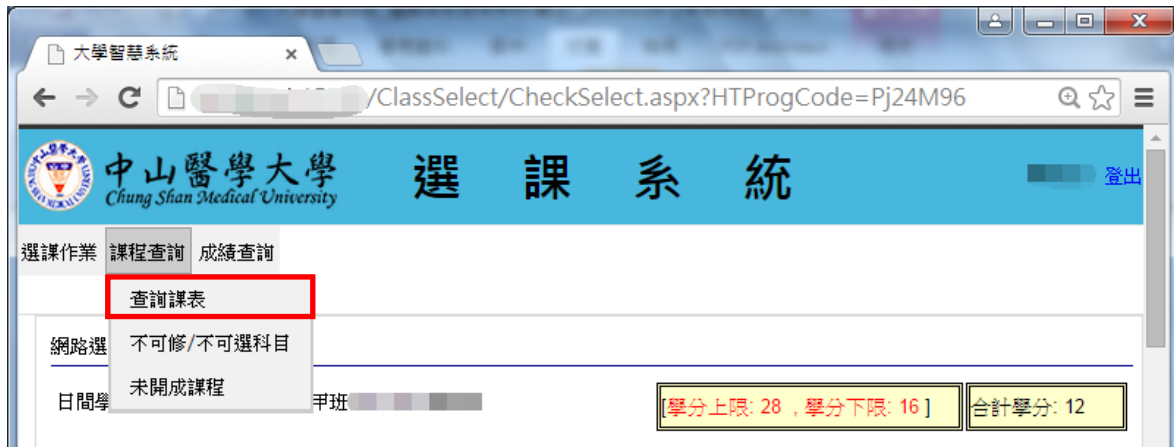 大學智慧系統
/ClassSelect/CheckSelect.aspx?HTProgCode=Pj24M96
中山醫學大學 選課系統 登出
Chung Shan Medical University
選課作業 課程查詢 成績查詢
查詢課表
網路選 不可修/不可選科目
未開成課程
日間學 甲班 [學分上限: 28 , 學分下限: 16 ] 合計學分: 12